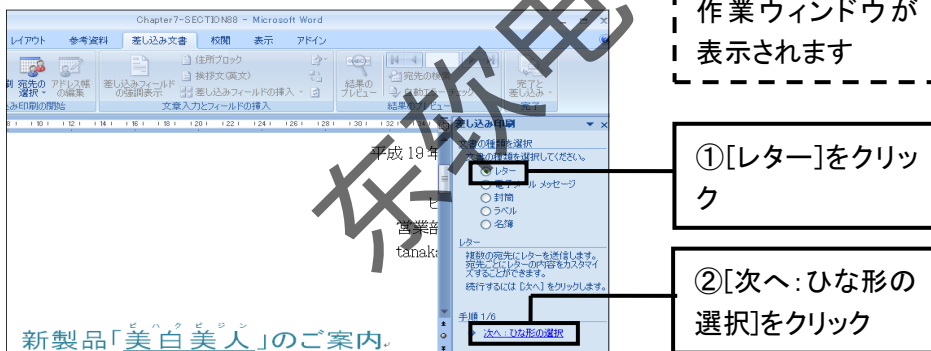 作業ウィンドウが
表示されます
Chapter7-SECTION88 - Microsoft Word
レイアウト 参考資料 差し込み文書 校閲 表示 アドイン
宛先の選択
アドレス帳の編集
差し込みフィールドの強調表示
住所ブロック
挨拶文(英文)
差し込みフィールドの挿入
結果のプレビュー
宛先の検索
完了と差し込み
み印刷の開始
文章入力とフィールドの挿入
結果のプレビュー
完了
平成 19 年
営業部
tanaka
新製品「美白美人」のご案内
ビハクビジン
差し込み印刷
文書の種類を選択
文書の種類を選択してください。
レター
電子メール メッセージ
封筒
ラベル
名簿
レター
複数の宛先にレターを送信します。
宛先ごとにレターの内容をカスタマイ
ズすることができます。
続行するには [次へ] をクリックします。
手順 1/6
次へ: ひな形の選択
①[レター]をクリッ
ク
②[次へ:ひな形の
選択]をクリック
东软电